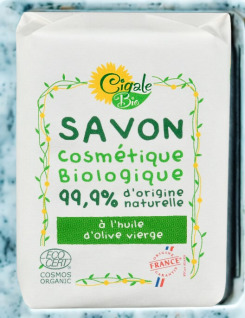 Cigale
Bio
SAVON
Cosmétique
Biologique
99,9% d'origine
naturelle
à l'huile
d'olive vierge
ECO
CERT
COSMOS
ORGANIC
FRANCE